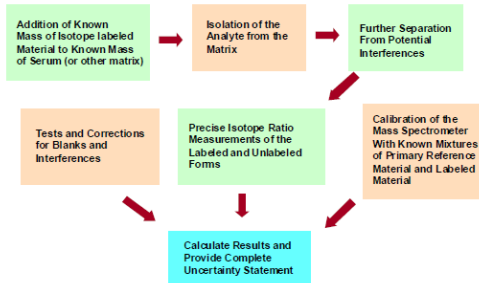 Addition of Known
Mass of Isotope labeled
Material to Known Mass
of Serum (or other matrix)
Isolation of the
Analyte from the
Matrix
Further Separation
From Potential
Interferences
Tests and Corrections
for Blanks and
Interferences
Precise Isotope Ratio
Measurements of the
Labeled and Unlabeled
Forms
Calibration of the
Mass Spectrometer
With Known Mixtures
of Primary Reference
Material and Labeled
Material
Calculate Results and
Provide Complete
Uncertainty Statement